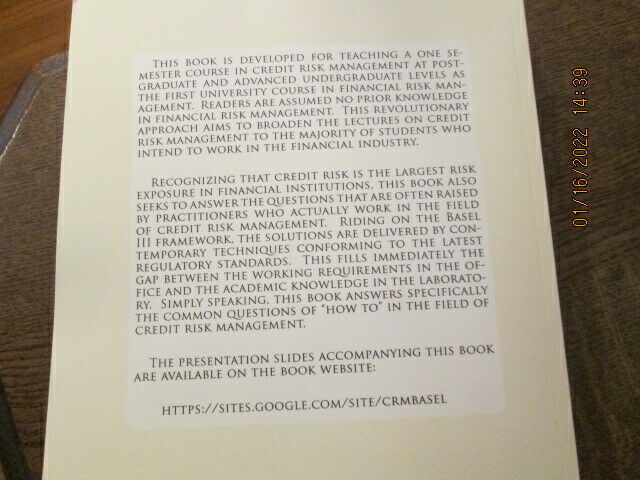 THIS BOOK IS DEVELOPED FOR TEACHING A ONE SE-
MESTER COURSE IN CREDIT RISK MANAGEMENT AT POST-
GRADUATE AND ADVANCED UNDERGRADUATE LEVELS AS
THE FIRST UNIVERSITY COURSE IN FINANCIAL RISK MAN-
AGEMENT. READERS ARE ASSUMED NO PRIOR KNOWLEDGE
IN FINANCIAL RISK MANAGEMENT. THIS REVOLUTIONARY
APPROACH AIMS TO BROADEN THE LECTURES ON CREDIT
RISK MANAGEMENT TO THE MAJORITY OF STUDENTS WHO
INTEND TO WORK IN THE FINANCIAL INDUSTRY.
RECOGNIZING THAT CREDIT RISK IS THE LARGEST RISK
EXPOSURE IN FINANCIAL INSTITUTIONS, THIS BOOK ALSO
SEEKS TO ANSWER THE QUESTIONS THAT ARE OFTEN RAISED
BY PRACTITIONERS WHO ACTUALLY WORK IN THE FIELD
OF CREDIT RISK MANAGEMENT. RIDING ON THE BASEL
III FRAMEWORK, THE SOLUTIONS ARE DELIVERED BY CON-
TEMPORARY TECHNIQUES CONFORMING TO THE LATEST
REGULATORY STANDARDS. THIS FILLS IMMEDIATELY THE
GAP BETWEEN THE WORKING REQUIREMENTS IN THE OF-
FICE AND THE ACADEMIC KNOWLEDGE IN THE LABORATO-
RY. SIMPLY SPEAKING, THIS BOOK ANSWERS SPECIFICALLY
THE COMMON QUESTIONS OF "HOW TO" IN THE FIELD OF
CREDIT RISK MANAGEMENT.
THE PRESENTATION SLIDES ACCOMPANYING THIS BOOK
ARE AVAILABLE ON THE BOOK WEBSITE:
HTTPS://SITES.GOOGLE.COM/SITE/CRMBASEL
01/16/2022 14:39